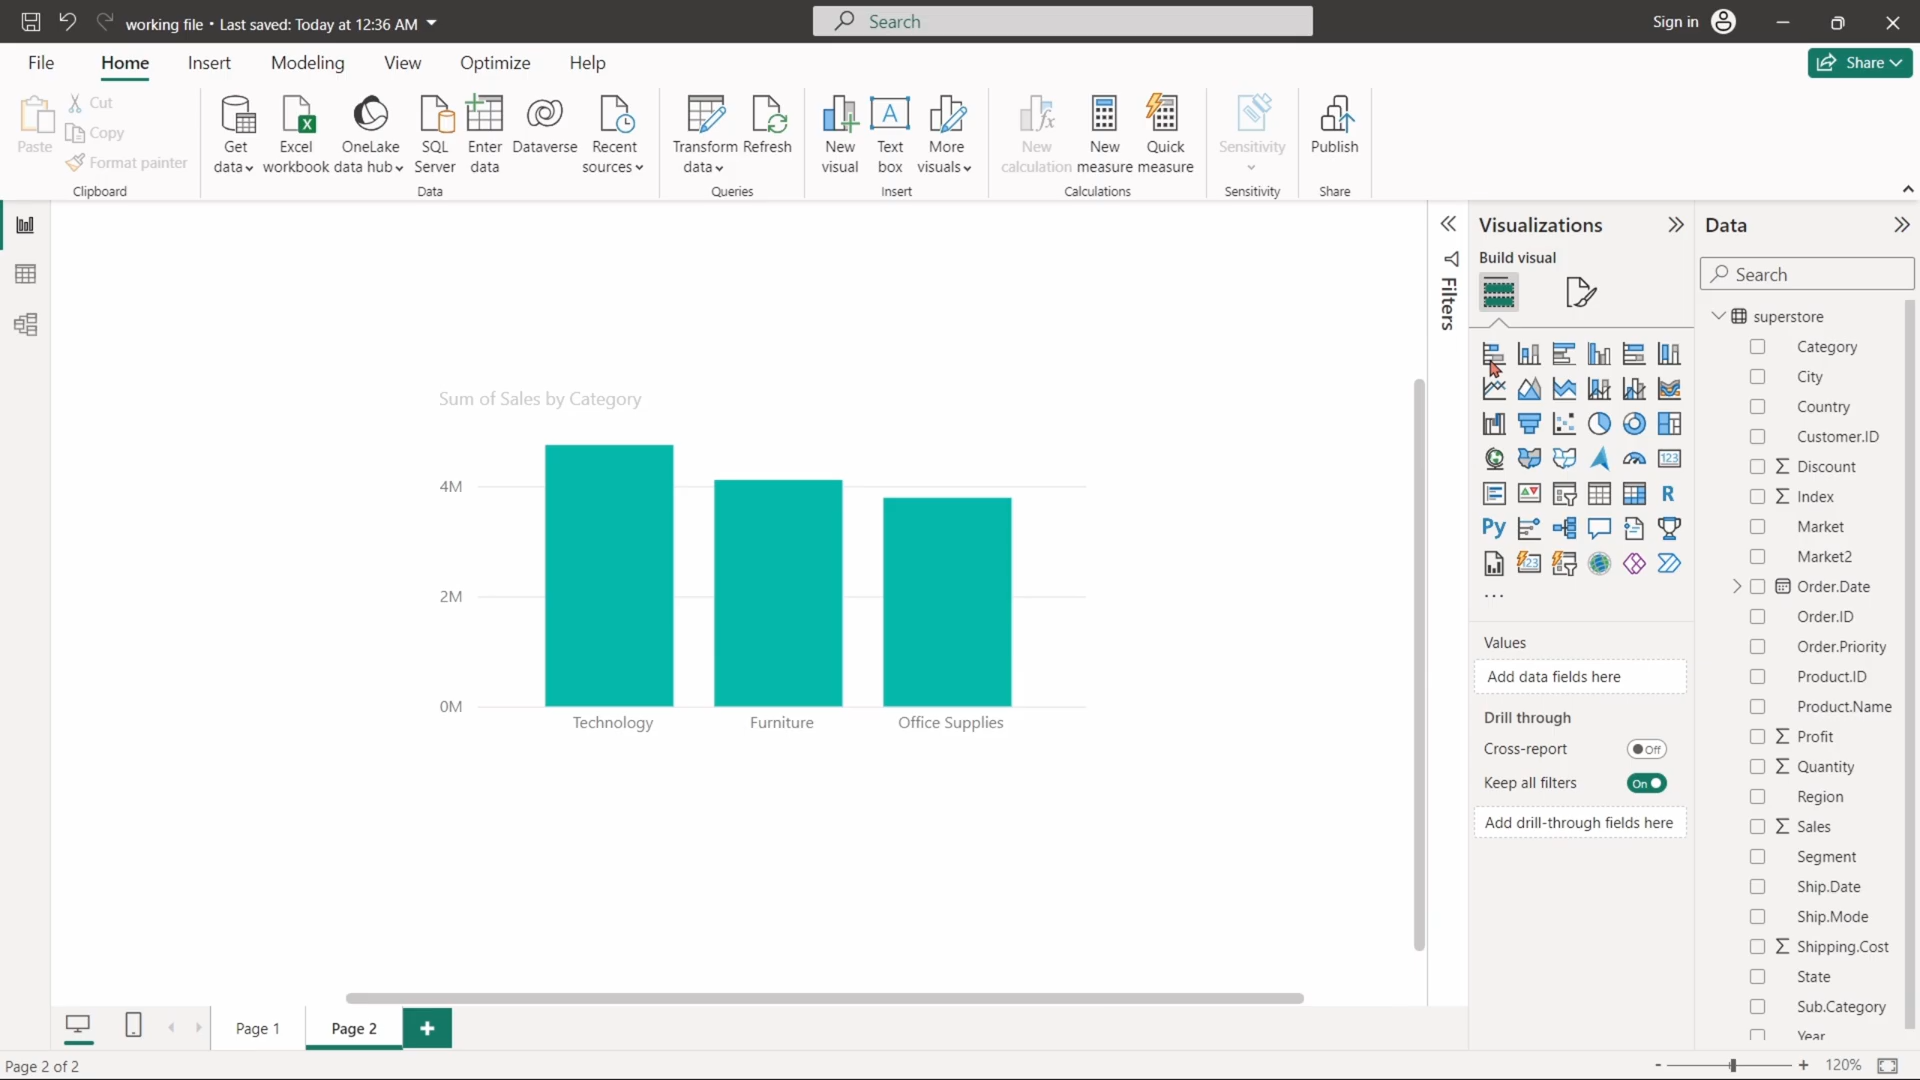 working file • Last saved: Today at 12:36 AM
Search
Sign in
File Home Insert Modeling View Optimize Help
Share
Paste
Cut
Copy
Format painter
Clipboard
Get data
Excel workbook
OneLake data hub
SQL Server
Enter data
Dataverse
Recent sources
Data
Transform data
Refresh
Queries
New visual
Text box
More visuals
Insert
New calculation
New measure
Quick measure
Calculations
Sensitivity
Sensitivity
Publish
Share
Sum of Sales by Category
4M
2M
0M
Technology
Furniture
Office Supplies
Filters
Visualizations
Build visual
123
R
Py
123
...
Values
Add data fields here
Drill through
Cross-report
Off
Keep all filters
On
Add drill-through fields here
Data
Search
superstore
Category
City
Country
Customer.ID
Discount
Index
Market
Market2
Order.Date
Order.ID
Order.Priority
Product.ID
Product.Name
Profit
Quantity
Region
Sales
Segment
Ship.Date
Ship.Mode
Shipping.Cost
State
Sub.Category
Year
Page 1
Page 2
Page 2 of 2
120%